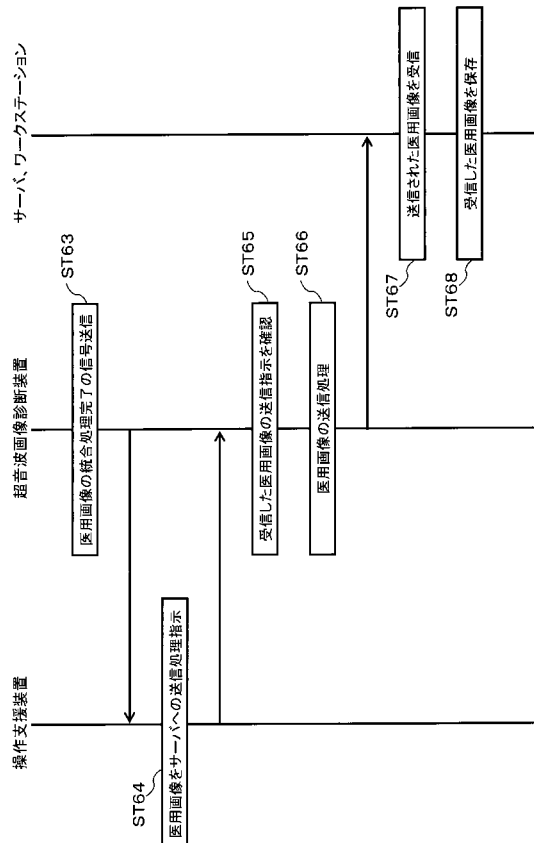 操作支援装置
超音波画像診断装置
サーバ、ワークステーション
ST63
医用画像の統合処理完了の信号送信
ST64
医用画像をサーバへの送信処理指示
ST65
受信した医用画像の送信指示を確認
ST66
医用画像の送信処理
ST67
送信された医用画像を受信
ST68
受信した医用画像を保存